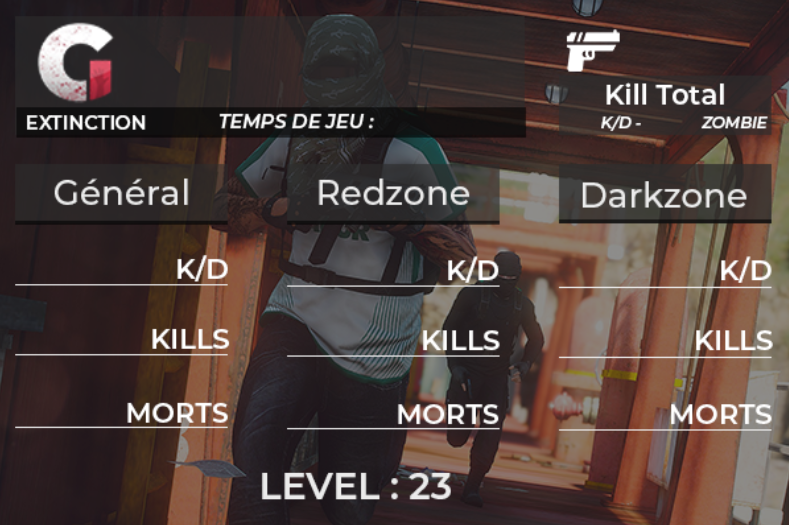 G
EXTINCTION
TEMPS DE JEU :
Kill Total
K/D - ZOMBIE
Général Redzone Darkzone
K/D K/D K/D
KILLS KILLS KILLS
MORTS MORTS MORTS
LEVEL : 23